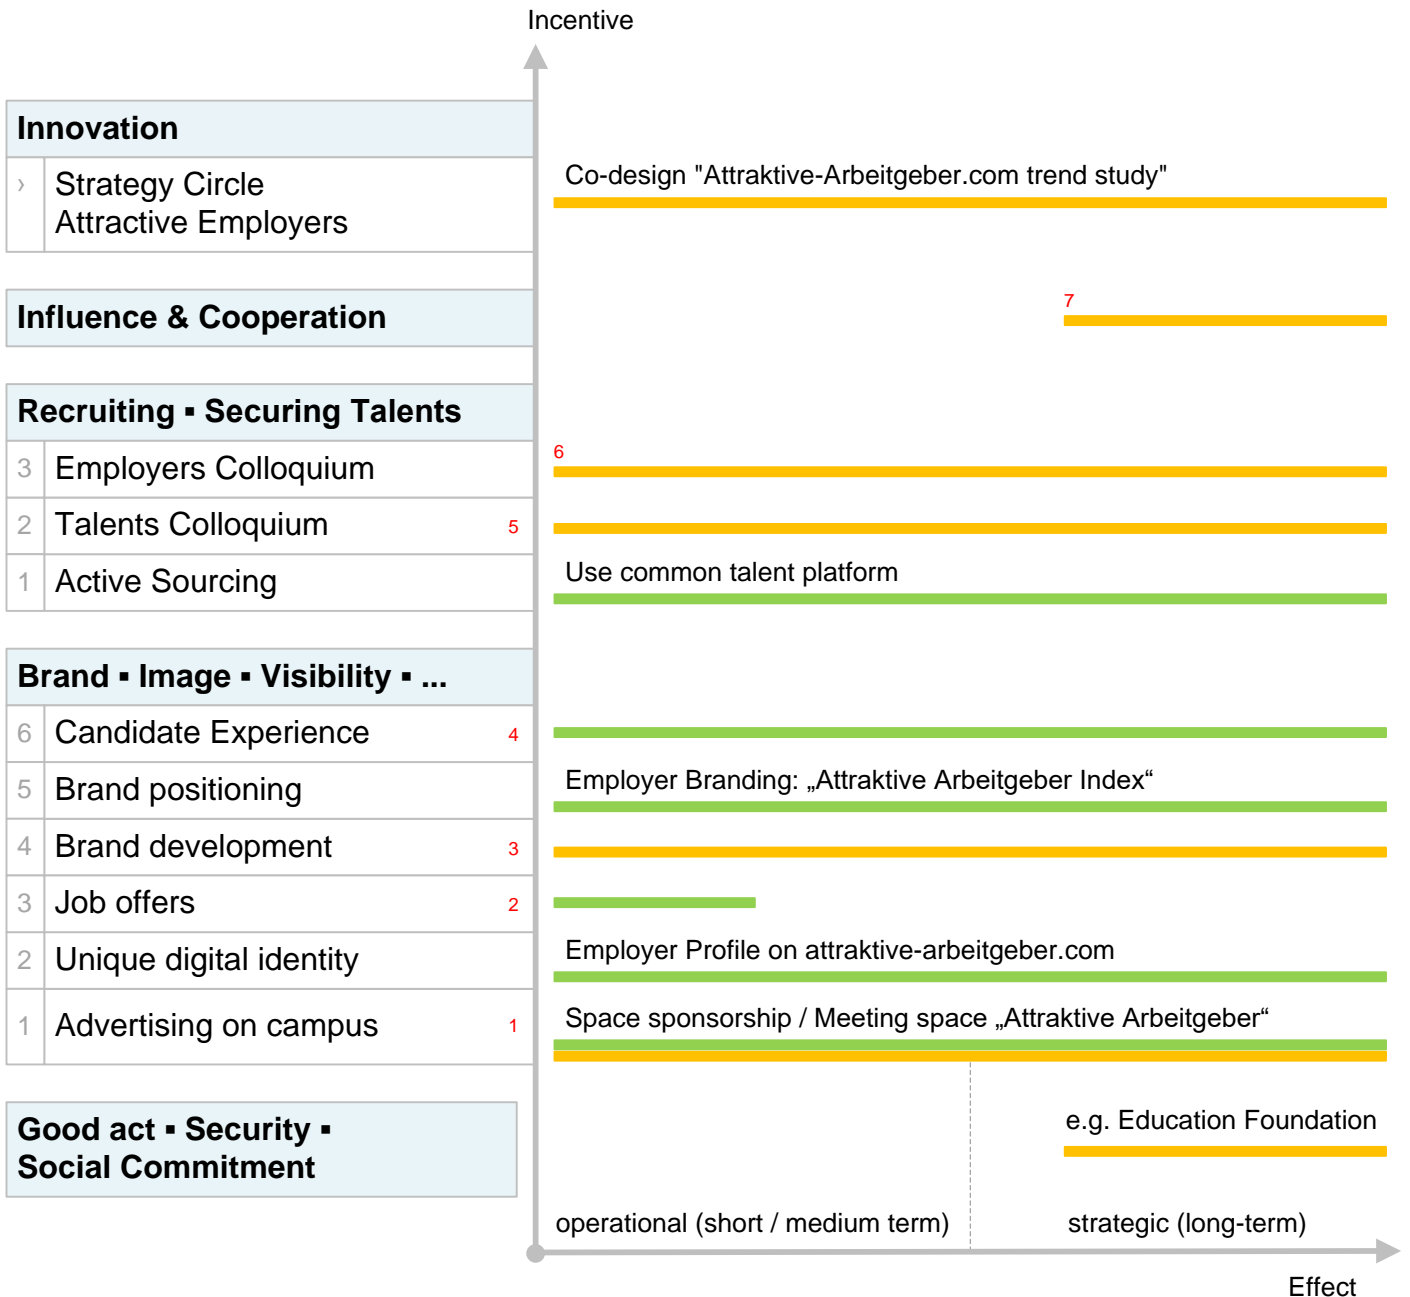 Incentive
Innovation
›
Strategy Circle
Attractive Employers
Co-design "Attraktive-Arbeitgeber.com trend study"
Influence & Cooperation
7
Recruiting ▪ Securing Talents
3 Employers Colloquium
6
2 Talents Colloquium 5
1 Active Sourcing
Use common talent platform
Brand ▪ Image ▪ Visibility ▪ ...
6 Candidate Experience 4
5 Brand positioning
Employer Branding: „Attraktive Arbeitgeber Index“
4 Brand development 3
3 Job offers 2
2 Unique digital identity
Employer Profile on attraktive-arbeitgeber.com
1 Advertising on campus 1
Space sponsorship / Meeting space „Attraktive Arbeitgeber“
Good act ▪ Security ▪
Social Commitment
e.g. Education Foundation
operational (short / medium term)
strategic (long-term)
Effect